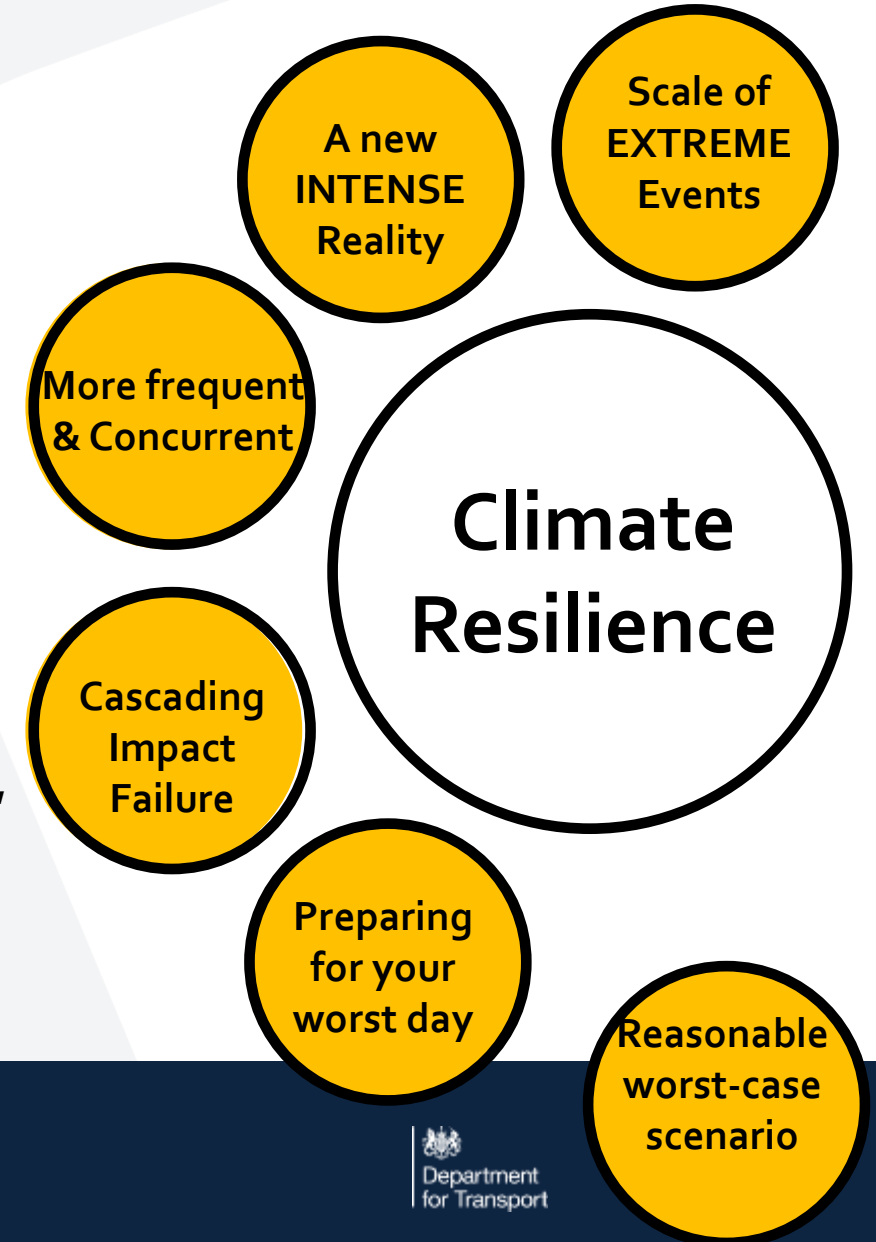 Scale of
EXTREME
Events
A new
INTENSE
Reality
More frequent
& Concurrent
Climate
Resilience
Cascading
Impact
Failure
Preparing
for your
worst day
Reasonable
worst-case
scenario
Department
for Transport